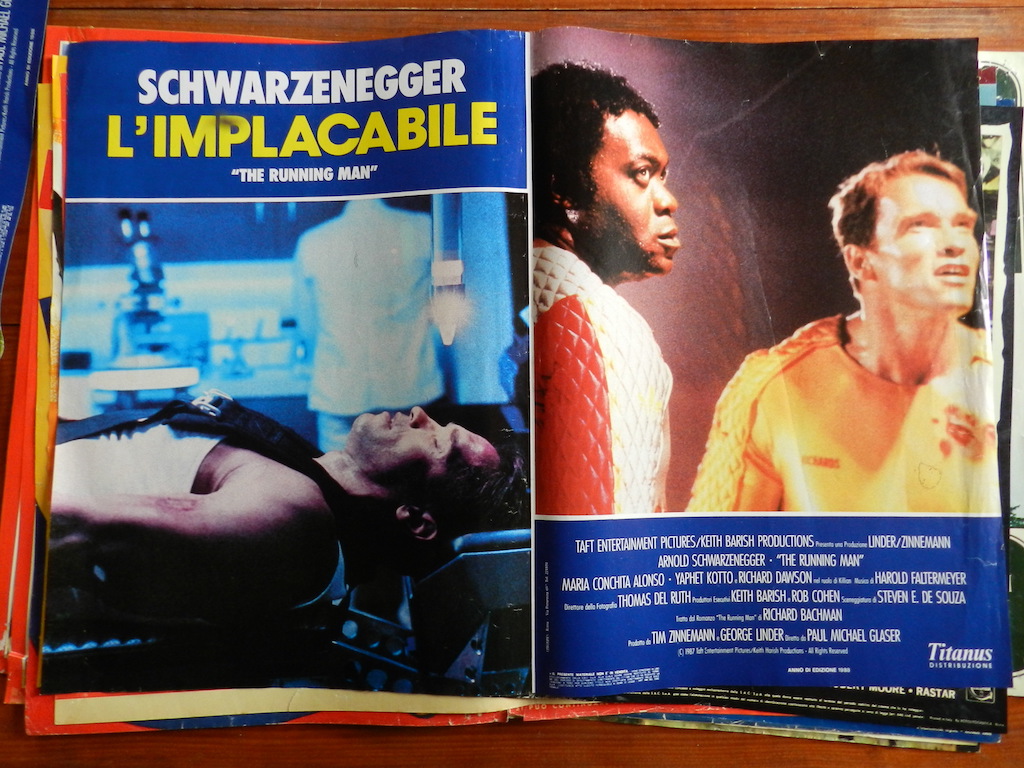 SCHWARZENEGGER
L'IMPLACABILE
"THE RUNNING MAN"
RICHARDS
TAFT ENTERTAINMENT PICTURES/KEITH BARISH PRODUCTIONS Presenta una Produzione LINDER/ZINNEMANN
ARNOLD SCHWARZENEGGER · "THE RUNNING MAN"
MARIA CONCHITA ALONSO · YAPHET KOTTO e RICHARD DAWSON nel ruolo di Killian Musica di HAROLD FALTERMEYER
Direttore della Fotografia THOMAS DEL RUTH Produttori Esecutivi KEITH BARISH e ROB COHEN Sceneggiatura di STEVEN E. DE SOUZA
Tratto dal Romanzo "The Running Man" di RICHARD BACHMAN
Prodotto da TIM ZINNEMANN e GEORGE LINDER Diretto da PAUL MICHAEL GLASER
(C) 1987 Taft Entertainment Pictures/Keith Barish Productions - All Rights Reserved
Titanus
DISTRIBUZIONE
ANNO DI EDIZIONE 1988
MOORE • RASTAR